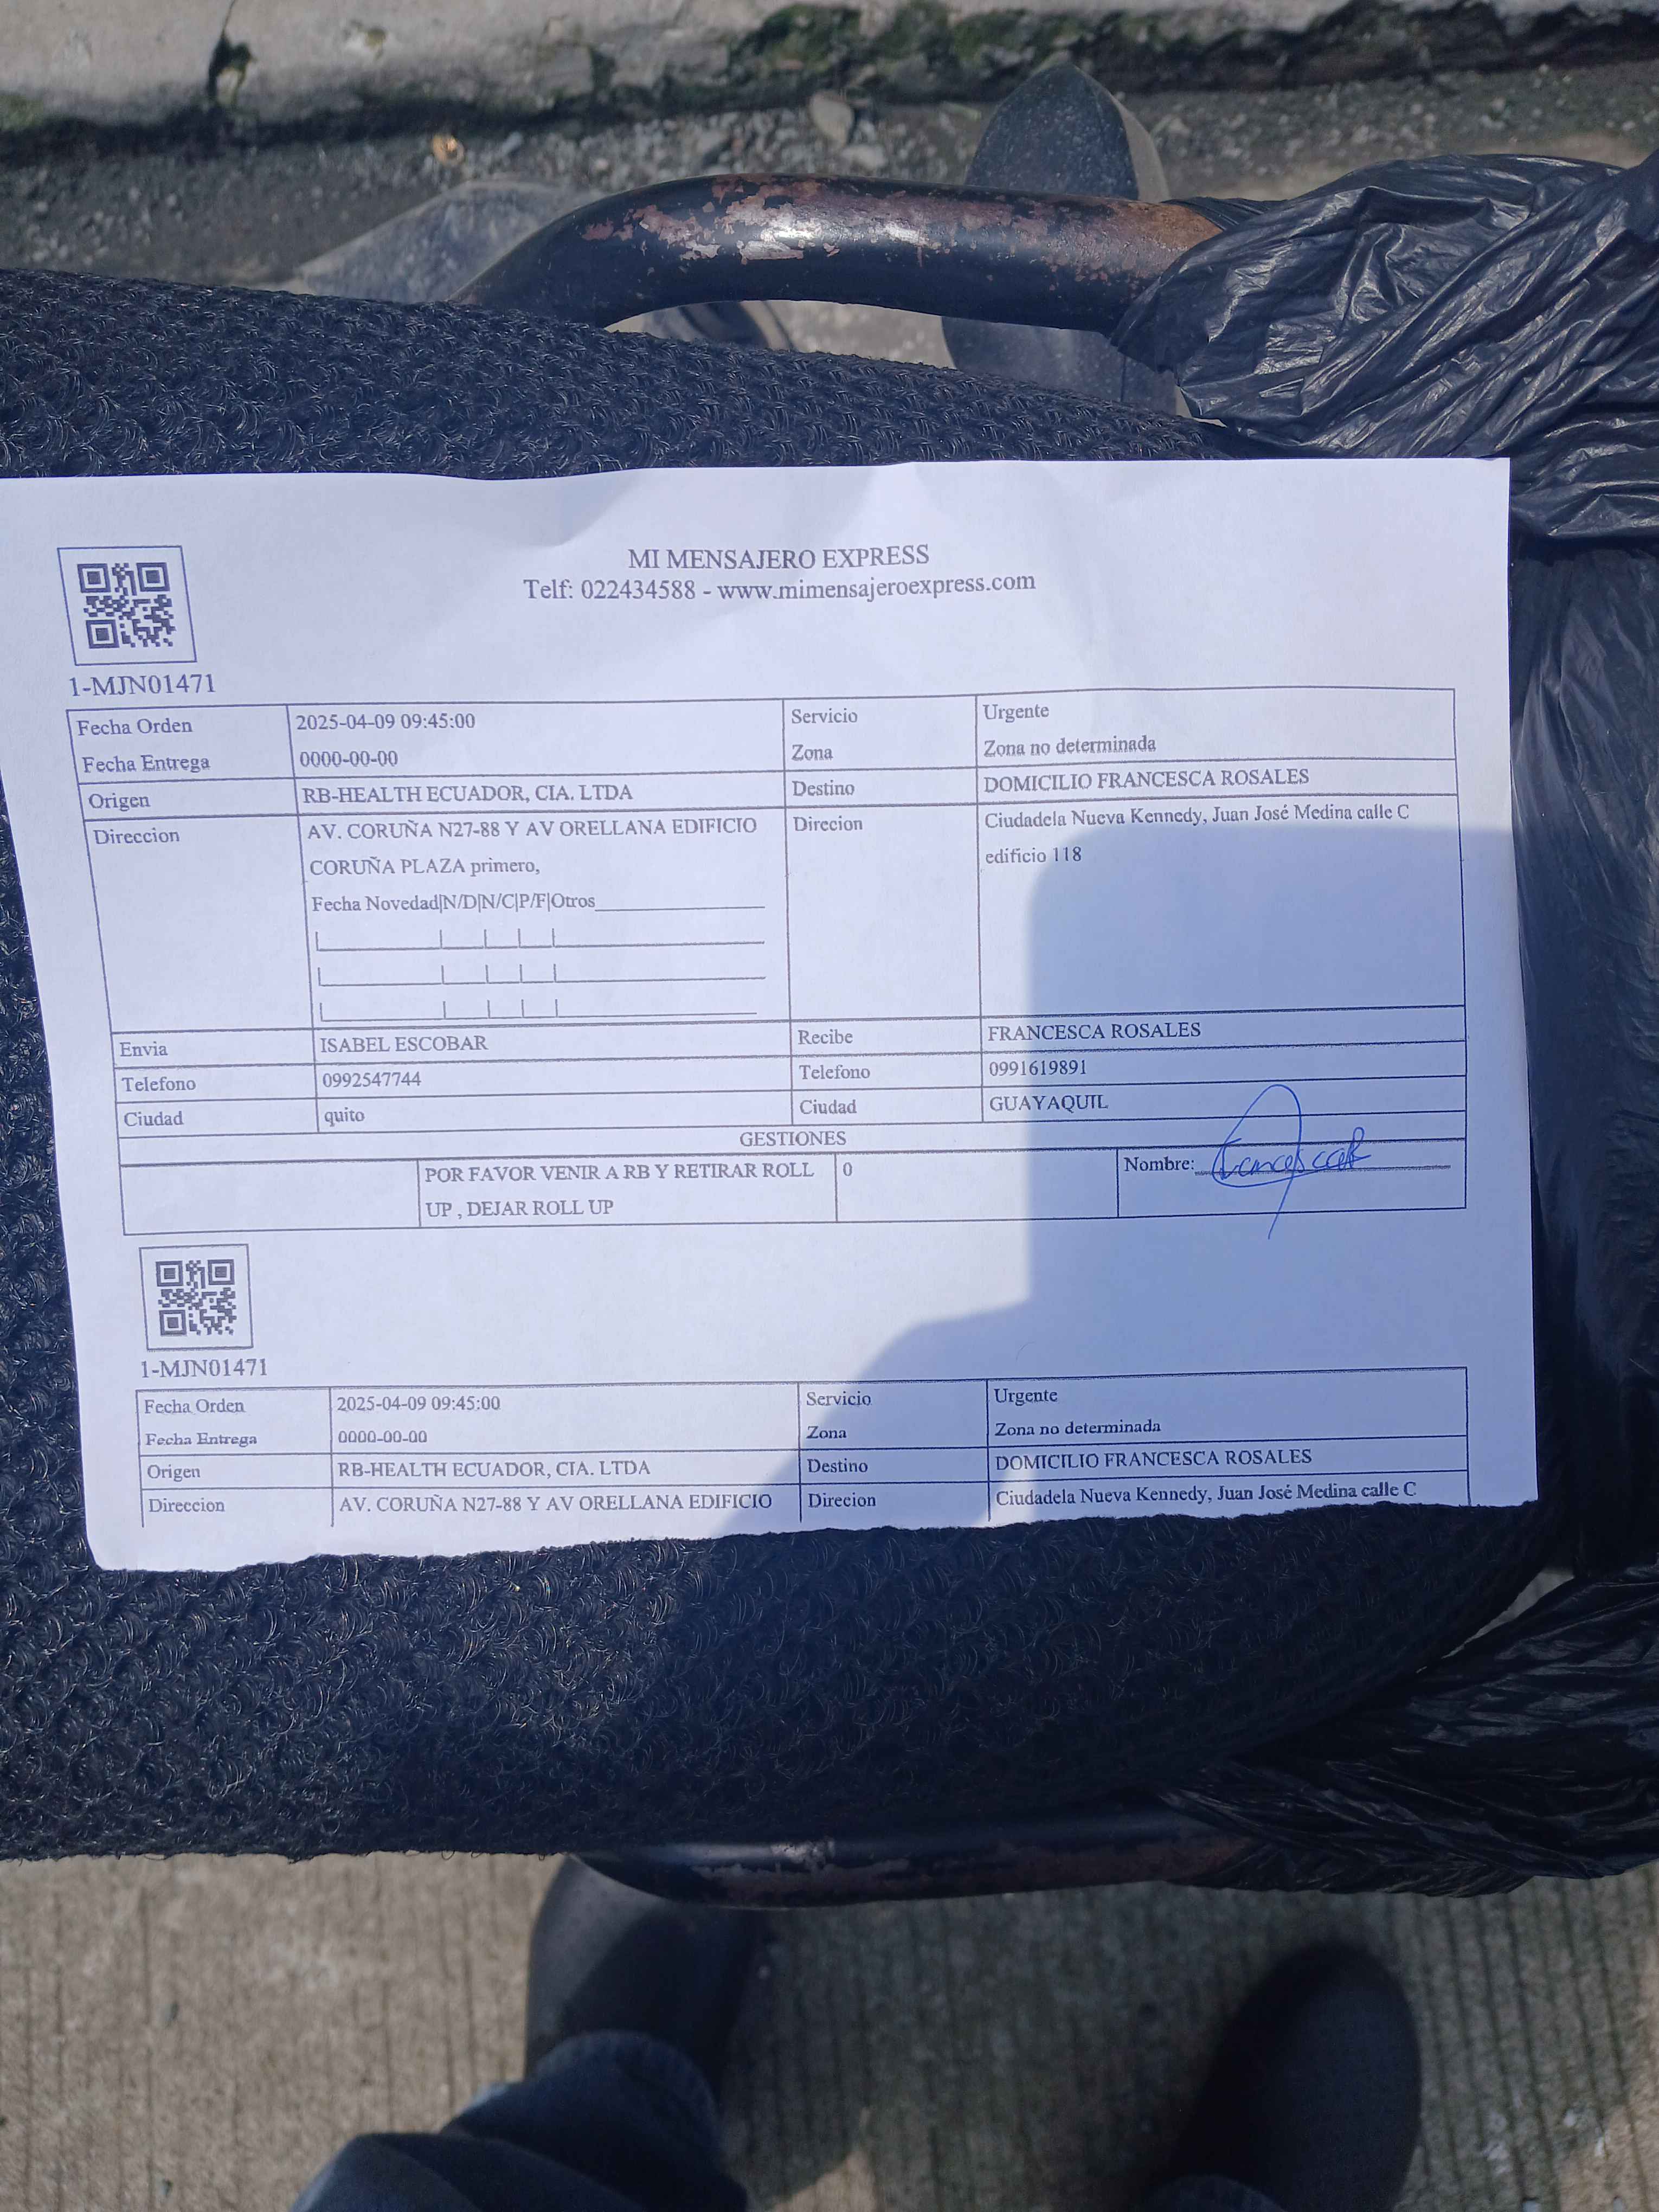 MI MENSAJERO EXPRESS
Telf: 022434588 - www.mimensajeroexpress.com
1-MJN01471
Fecha Orden 2025-04-09 09:45:00 Servicio Urgente
Fecha Entrega 0000-00-00 Zona Zona no determinada
Origen RB-HEALTH ECUADOR, CIA. LTDA Destino DOMICILIO FRANCESCA ROSALES
Direccion AV. CORUÑA N27-88 Y AV ORELLANA EDIFICIO Direcion Ciudadela Nueva Kennedy, Juan José Medina calle C
CORUÑA PLAZA primero, edificio 118
Fecha Novedad|N/D|N/C|P/F|Otros
Envia ISABEL ESCOBAR Recibe FRANCESCA ROSALES
Telefono 0992547744 Telefono 0991619891
Ciudad quito Ciudad GUAYAQUIL
GESTIONES
POR FAVOR VENIR A RB Y RETIRAR ROLL 0 Nombre: Francesca R
UP , DEJAR ROLL UP
1-MJN01471
Fecha Orden 2025-04-09 09:45:00 Servicio Urgente
Fecha Entrega 0000-00-00 Zona Zona no determinada
Origen RB-HEALTH ECUADOR, CIA. LTDA Destino DOMICILIO FRANCESCA ROSALES
Direccion AV. CORUÑA N27-88 Y AV ORELLANA EDIFICIO Direcion Ciudadela Nueva Kennedy, Juan José Medina calle C